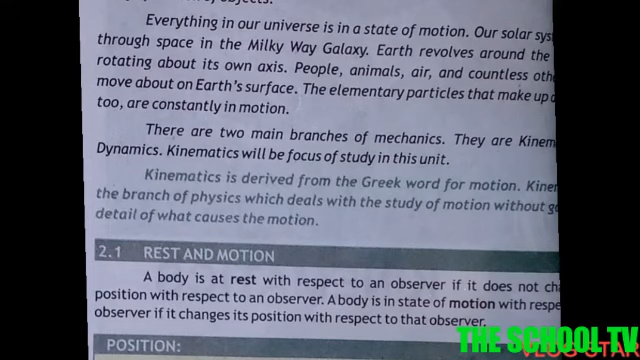 Everything in our universe is in a state of motion. Our solar
through space in the Milky Way Galaxy. Earth revolves around the
rotating about its own axis. People, animals, air, and countless
move about on Earth's surface. The elementary particles that make up
too, are constantly in motion.
There are two main branches of mechanics. They are
Dynamics. Kinematics will be focus of study in this unit.
Kinematics is derived from the Greek word for motion.
the branch of physics which deals with the study of motion without
detail of what causes the motion.
2.1 REST AND MOTION
A body is at rest with respect to an observer if it does not
position with respect to an observer. A body is in state of motion with
observer if it changes its position with respect to that observer.
POSITION:
THE SCHOOL TV